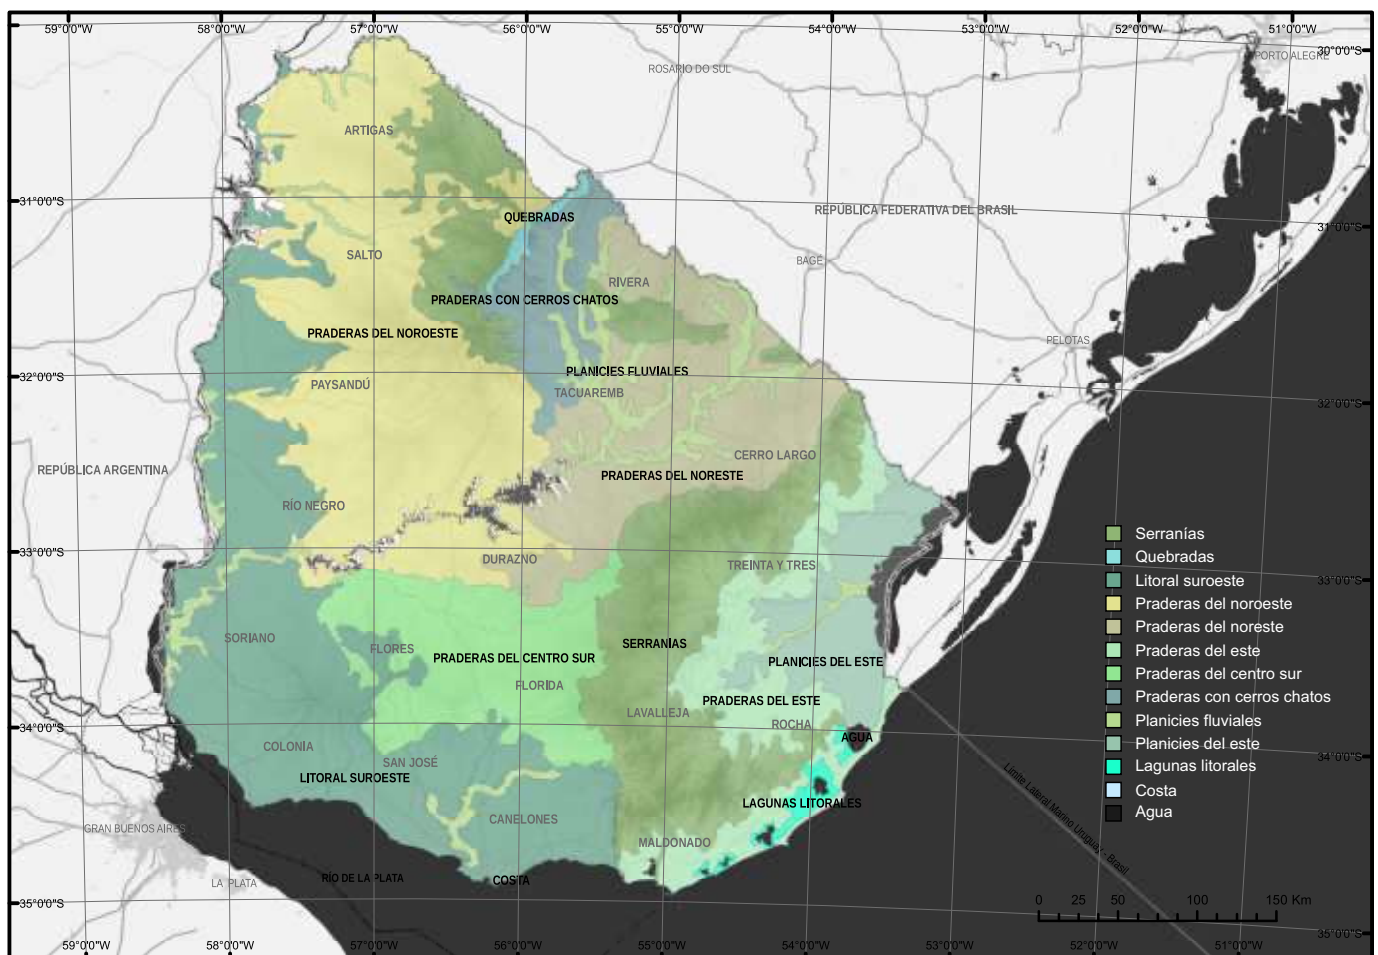 59°0'0"W
58°0'0"W
57°0'0"W
56°0'0"W
55°0'0"W
54°0'0"W
53°0'0"W
52°0'0"W
51°0'0"W
30°0'0"S
PORTO ALEGRE
ROSARIO DO SUL
ARTIGAS
31°0'0"S
QUEBRADAS
REPÚBLICA FEDERATIVA DEL BRASIL
31°0'0"S
SALTO
BAGÉ
RIVERA
PRADERAS CON CERROS CHATOS
PRADERAS DEL NOROESTE
PELOTAS
32°0'0"S
PLANICIES FLUVIALES
PAYSANDÚ
TACUAREMB
32°0'0"S
REPÚBLICA ARGENTINA
CERRO LARGO
PRADERAS DEL NORESTE
RÍO NEGRO
33°0'0"S
DURAZNO
TREINTA Y TRES
33°0'0"S
Serranías
Quebradas
Litoral suroeste
Praderas del noroeste
Praderas del noreste
Praderas del este
Praderas del centro sur
Praderas con cerros chatos
Planicies fluviales
Planicies del este
Lagunas litorales
Costa
Agua
SORIANO
FLORES
SERRANÍAS
PRADERAS DEL CENTRO SUR
PLANICIES DEL ESTE
FLORIDA
PRADERAS DEL ESTE
LAVALLEJA
ROCHA
34°0'0"S
AGUA
COLONIA
SAN JOSÉ
34°0'0"S
LITORAL SUROESTE
Límite Lateral Marino Uruguay - Brasil
LAGUNAS LITORALES
CANELONES
GRAN BUENOS AIRES
MALDONADO
RÍO DE LA PLATA
COSTA
LA PLATA
35°0'0"S
0 25 50 100 150 Km
35°0'0"S
59°0'0"W
58°0'0"W
57°0'0"W
56°0'0"W
55°0'0"W
54°0'0"W
53°0'0"W
52°0'0"W
51°0'0"W